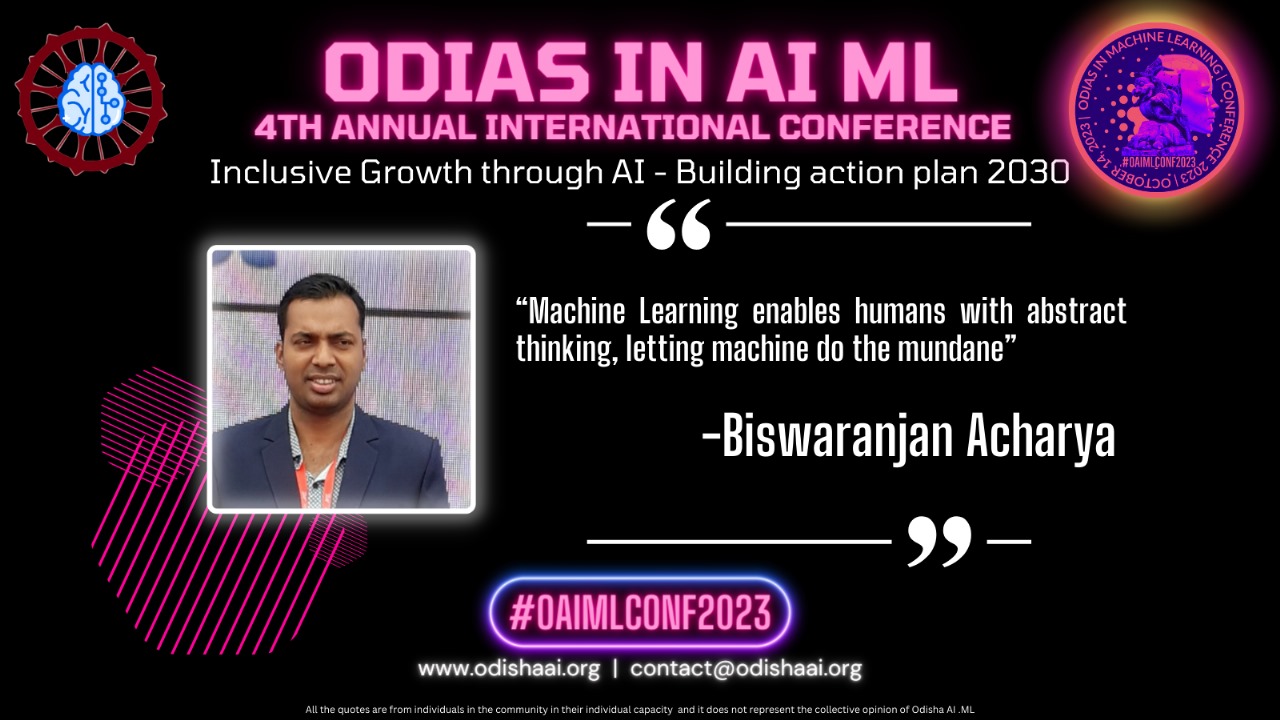 ODIAS IN AI ML
4TH ANNUAL INTERNATIONAL CONFERENCE
Inclusive Growth through AI - Building action plan 2030
ODIAS IN MACHINE LEARNING | CONFERENCE 2023 | OCTOBER 14, 2023 |
#OAIMLCONF2023
“
“Machine Learning enables humans with abstract
thinking, letting machine do the mundane”
-Biswaranjan Acharya
”
#OAIMLCONF2023
www.odishaai.org | contact@odishaai.org
All the quotes are from individuals in the community in their individual capacity and it does not represent the collective opinion of Odisha AI .ML